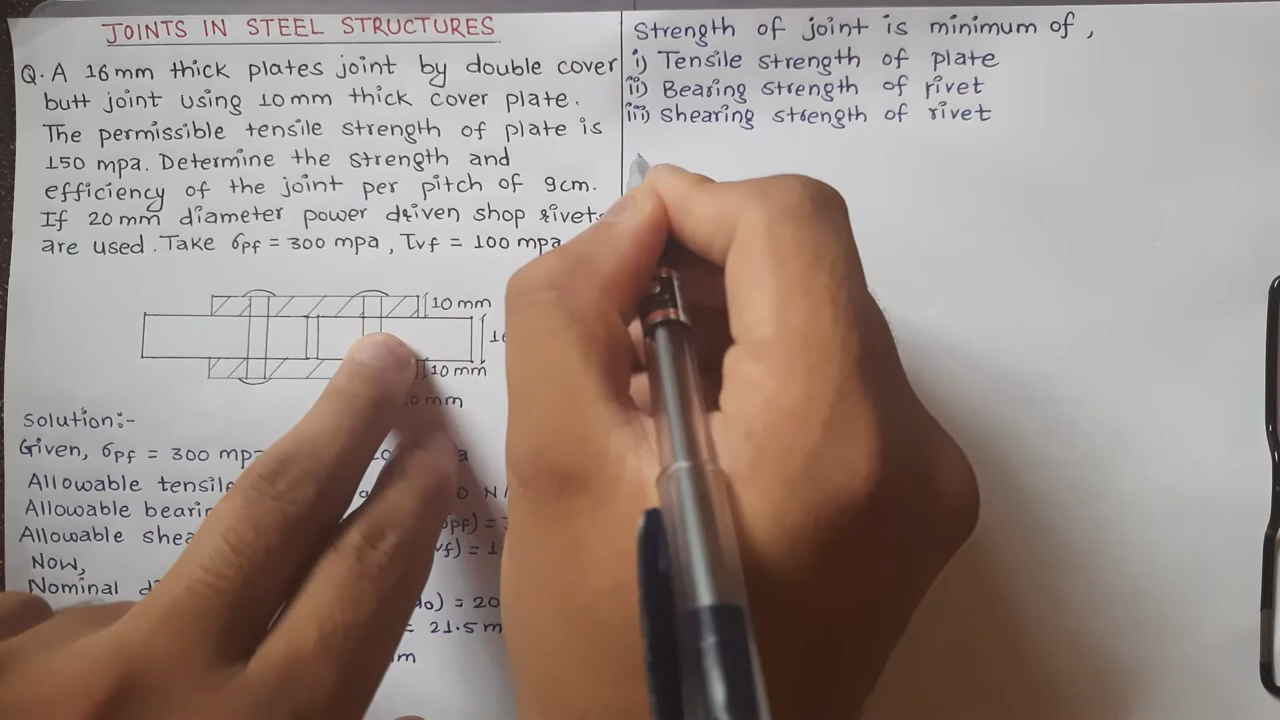 JOINTS IN STEEL STRUCTURES
Q. A 16mm thick plates joint by double cover
butt joint using 10mm thick cover plate.
The permissible tensile strength of plate is
150 mpa. Determine the strength and
efficiency of the joint per pitch of 9cm.
If 20mm diameter power driven shop rivets
are used. Take σpf = 300 mpa, τvf = 100 mpa
10 mm
10 mm
mm
Solution:-
Given, σpf = 300 mp
Allowable tensile
Allowable
Allowable
Now,
Nominal
= 20
= 21.5 m
Strength of joint is minimum of,
i) Tensile strength of plate
ii) Bearing strength of rivet
iii) Shearing strength of rivet